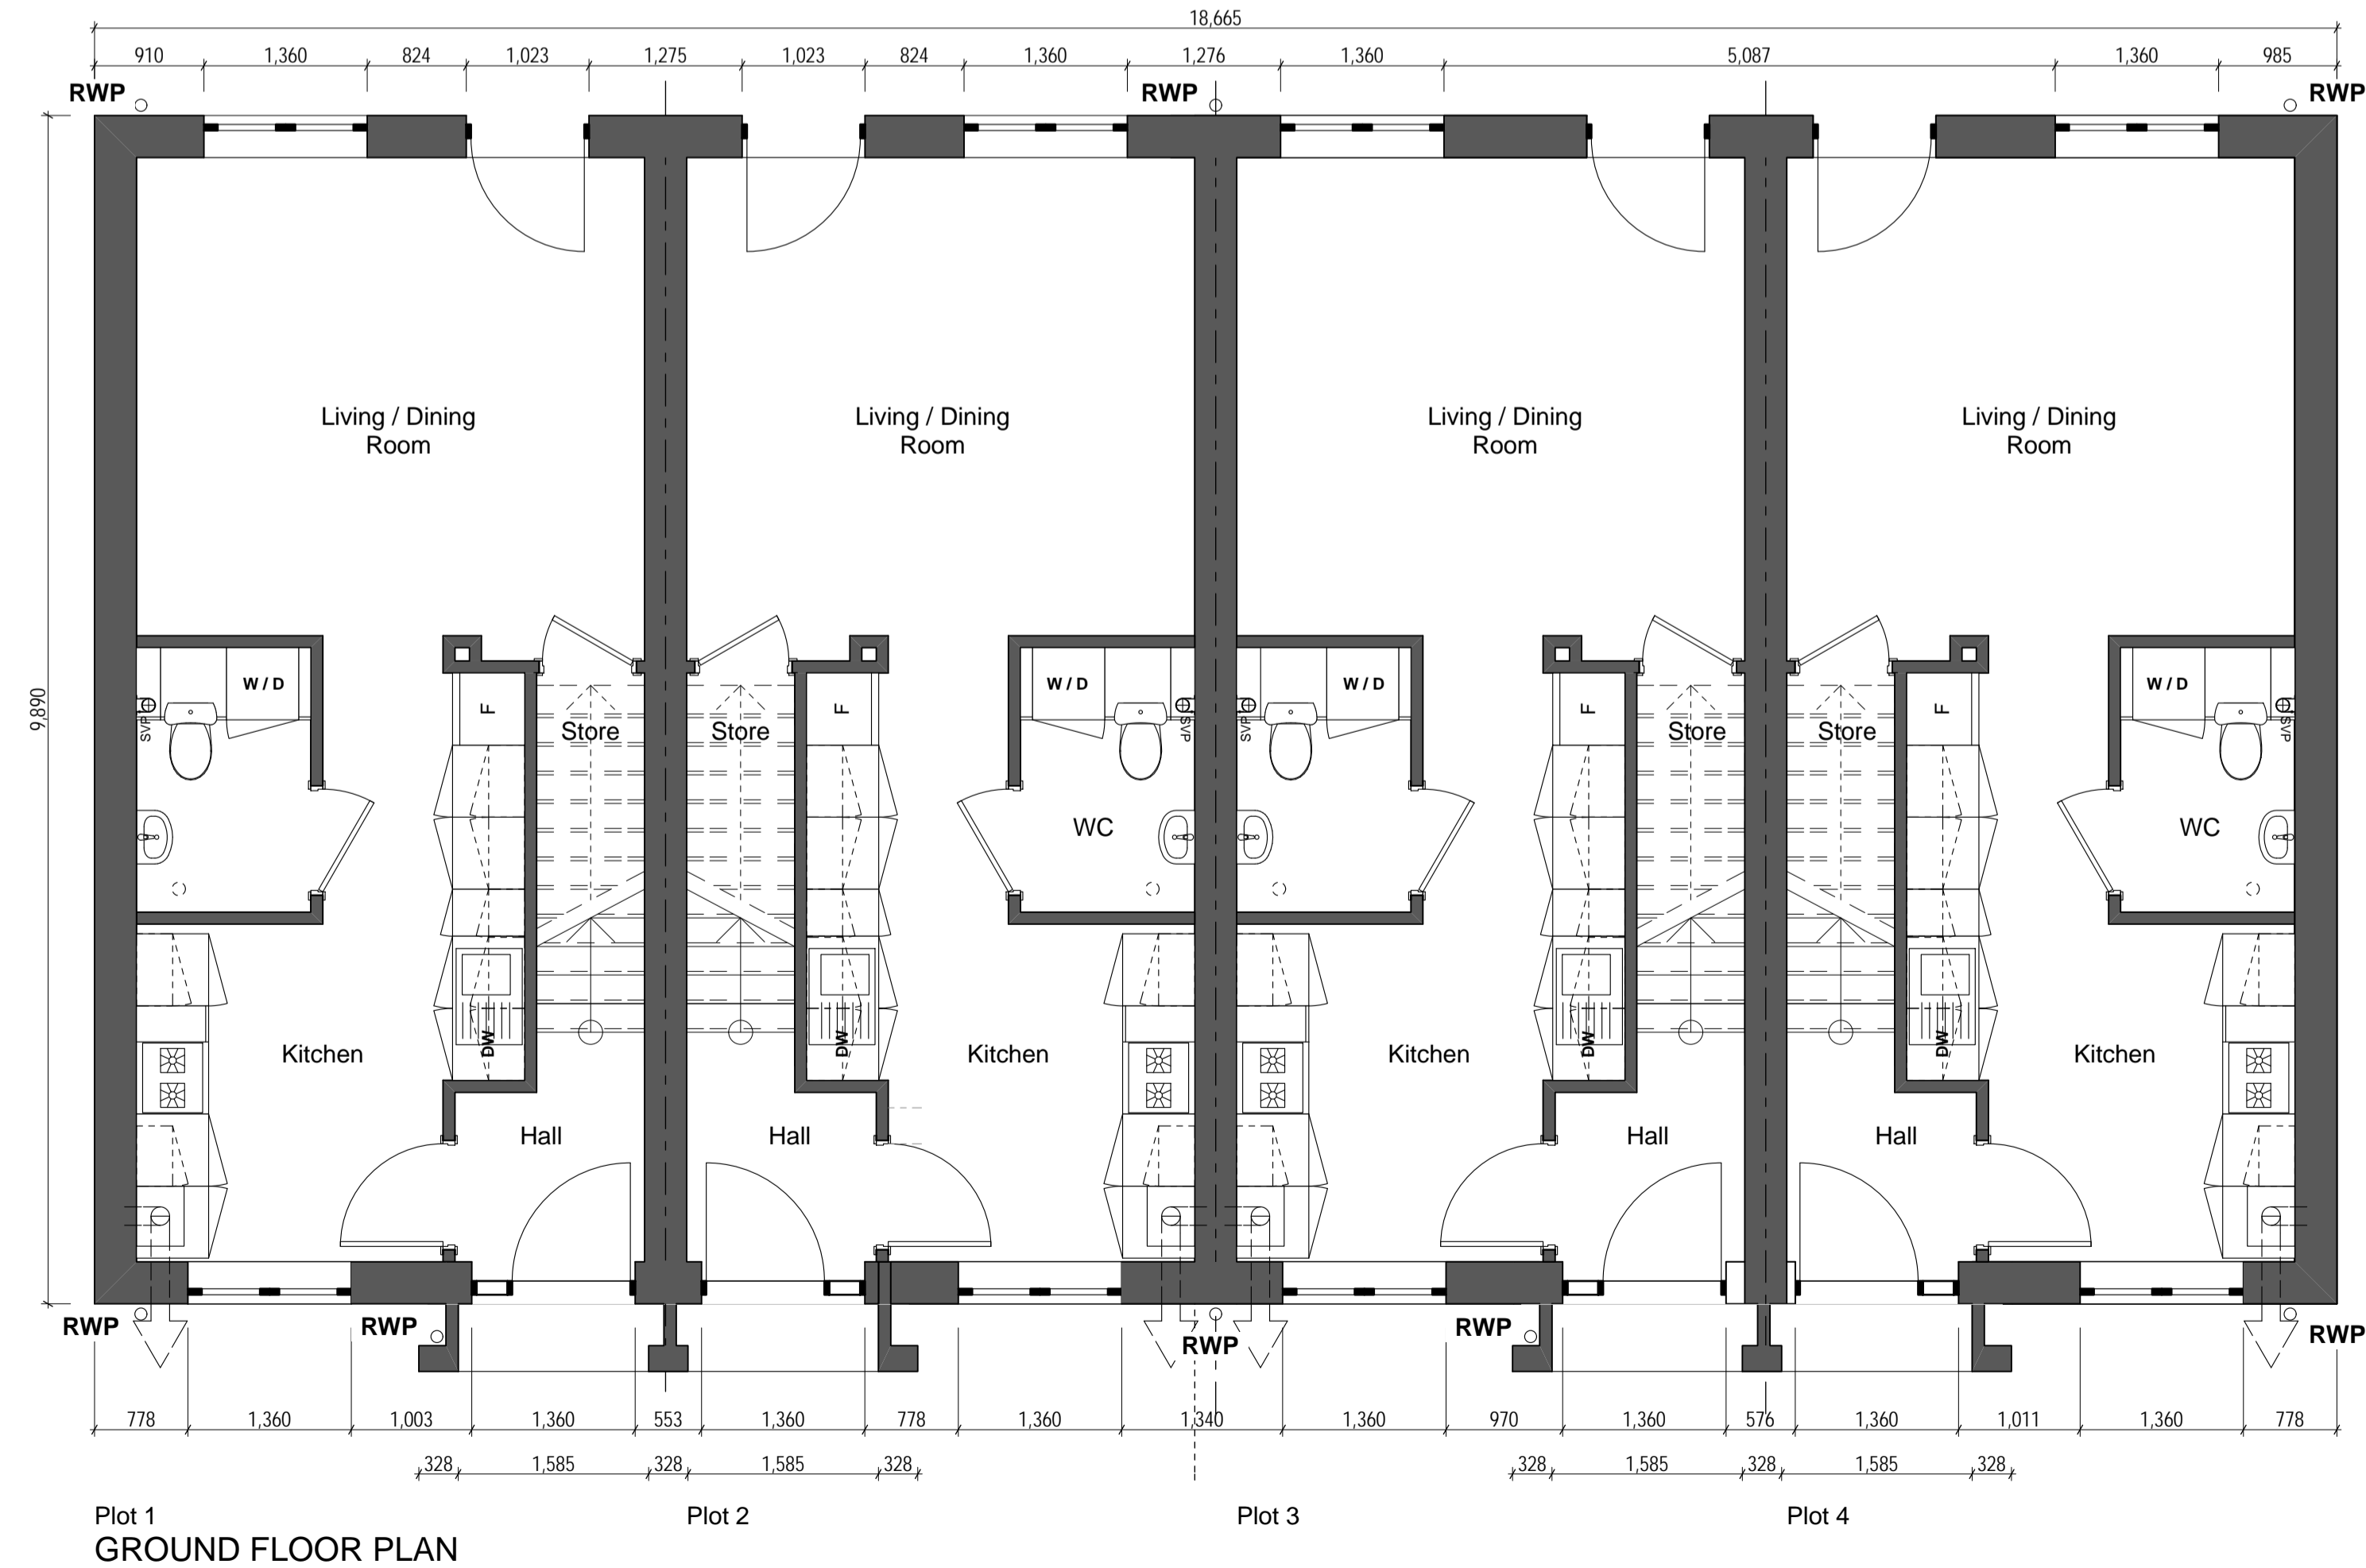 18,665
910 1,360 824 1,023 1,275 1,023 824 1,360 1,276 1,360 5,087 1,360 985
RWP RWP RWP
Living / Dining Living / Dining Living / Dining Living / Dining
Room Room Room Room
9,890
W / D W / D W / D W / D
F F F F
SVP SVP SVP SVP
Store Store Store Store
WC WC
DW DW DW DW
Kitchen Kitchen Kitchen Kitchen
Hall Hall Hall Hall
RWP RWP RWP RWP RWP
778 1,360 1,003 1,360 553 1,360 778 1,360 1,340 1,360 970 1,360 576 1,360 1,011 1,360 778
328 1,585 328 1,585 328 328 1,585 328 1,585 328
Plot 1 Plot 2 Plot 3 Plot 4
GROUND FLOOR PLAN